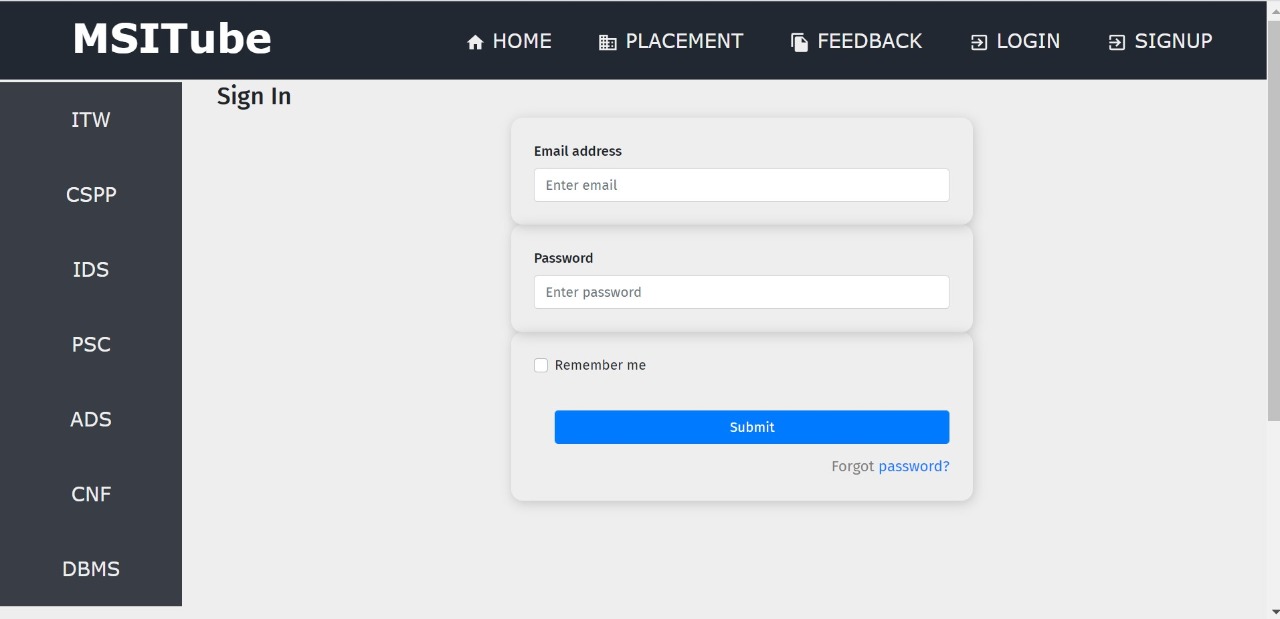 MSITube
HOME PLACEMENT FEEDBACK LOGIN SIGNUP
ITW
CSPP
IDS
PSC
ADS
CNF
DBMS
Sign In
Email address
Enter email
Password
Enter password
Remember me
Submit
Forgot password?